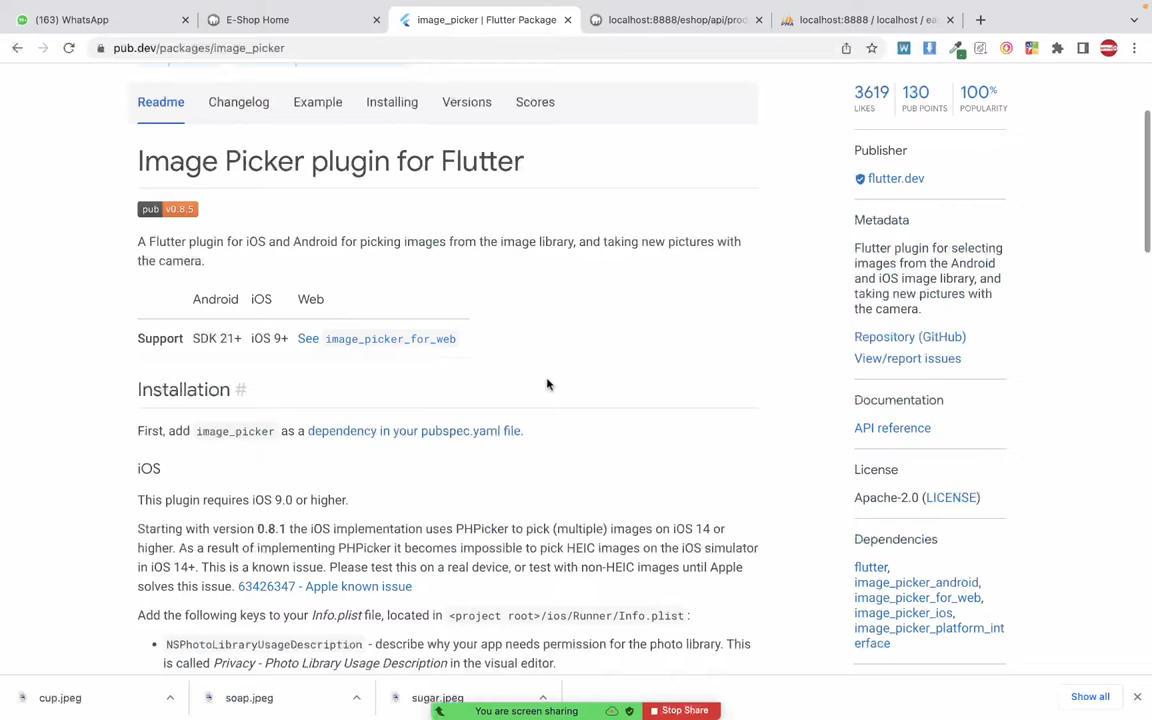 (163) WhatsApp
E-Shop Home
image_picker | Flutter Package
localhost:8888/eshop/api/prod
localhost:8888 / localhost / ea
pub.dev/packages/image_picker
Readme Changelog Example Installing Versions Scores
Image Picker plugin for Flutter
pub v0.8.5
A Flutter plugin for iOS and Android for picking images from the image library, and taking new pictures with
the camera.
Android iOS Web
Support SDK 21+ iOS 9+ See image_picker_for_web
Installation #
First, add image_picker as a dependency in your pubspec.yaml file.
iOS
This plugin requires iOS 9.0 or higher.
Starting with version 0.8.1 the iOS implementation uses PHPicker to pick (multiple) images on iOS 14 or
higher. As a result of implementing PHPicker it becomes impossible to pick HEIC images on the iOS simulator
in iOS 14+. This is a known issue. Please test this on a real device, or test with non-HEIC images until Apple
solves this issue. 63426347 - Apple known issue
Add the following keys to your Info.plist file, located in <project root>/ios/Runner/Info.plist :
• NSPhotoLibraryUsageDescription - describe why your app needs permission for the photo library. This
is called Privacy - Photo Library Usage Description in the visual editor.
3619 130 100%
LIKES PUB POINTS POPULARITY
Publisher
flutter.dev
Metadata
Flutter plugin for selecting
images from the Android
and iOS image library, and
taking new pictures with
the camera.
Repository (GitHub)
View/report issues
Documentation
API reference
License
Apache-2.0 (LICENSE)
Dependencies
flutter,
image_picker_android,
image_picker_for_web,
image_picker_ios,
image_picker_platform_int
erface
cup.jpeg
soap.jpeg
sugar.jpeg
Show all
You are screen sharing
Stop Share